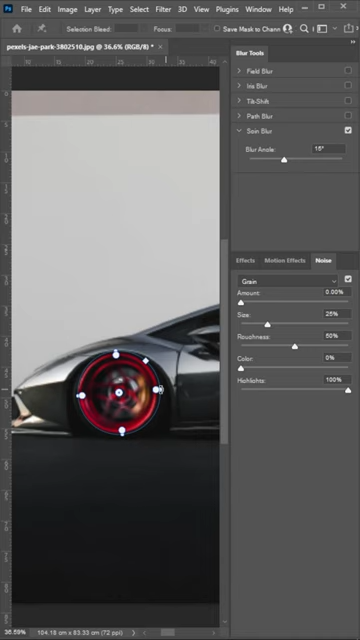 Ps File Edit Image Layer Type Select Filter 3D View Plugins Window Help
Selection Bleed: Focus: Save Mask to Chann
pexels-jae-park-3802510.jpg @ 36.6% (RGB/8) *
Blur Tools
Field Blur
Iris Blur
Tilt-Shift
Path Blur
Spin Blur
Blur Angle: 15°
Effects Motion Effects Noise
Grain
Amount: 0.00%
Size: 25%
Roughness: 50%
Color: 0%
Highlights: 100%
36.59% 104.18 cm x 83.33 cm (72 ppi)